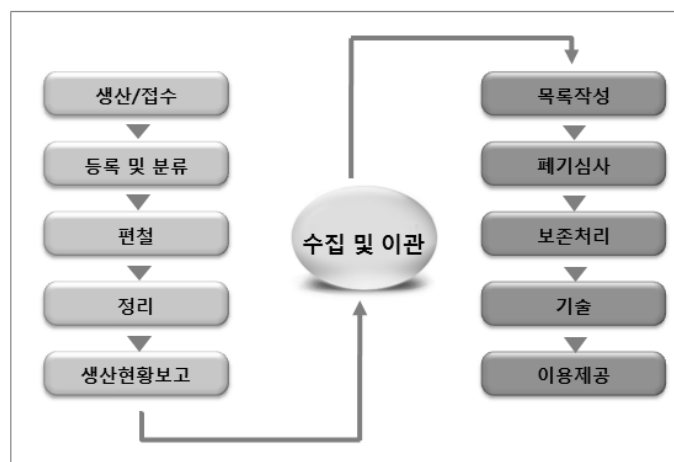 생산/접수
등록 및 분류
편철
정리
생산현황보고
수집 및 이관
목록작성
폐기심사
보존처리
기술
이용제공